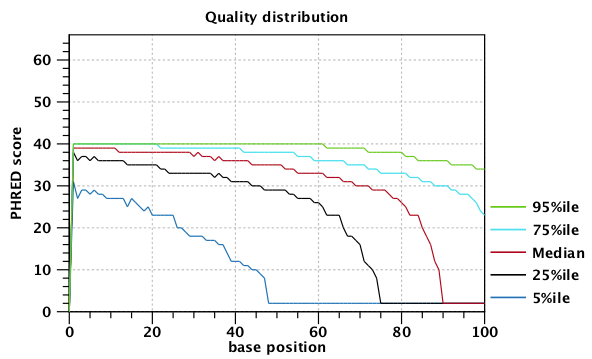 Quality distribution
PHRED score
60
50
40
30
20
10
0
0 20 40 60 80 100
base position
95%ile
75%ile
Median
25%ile
5%ile